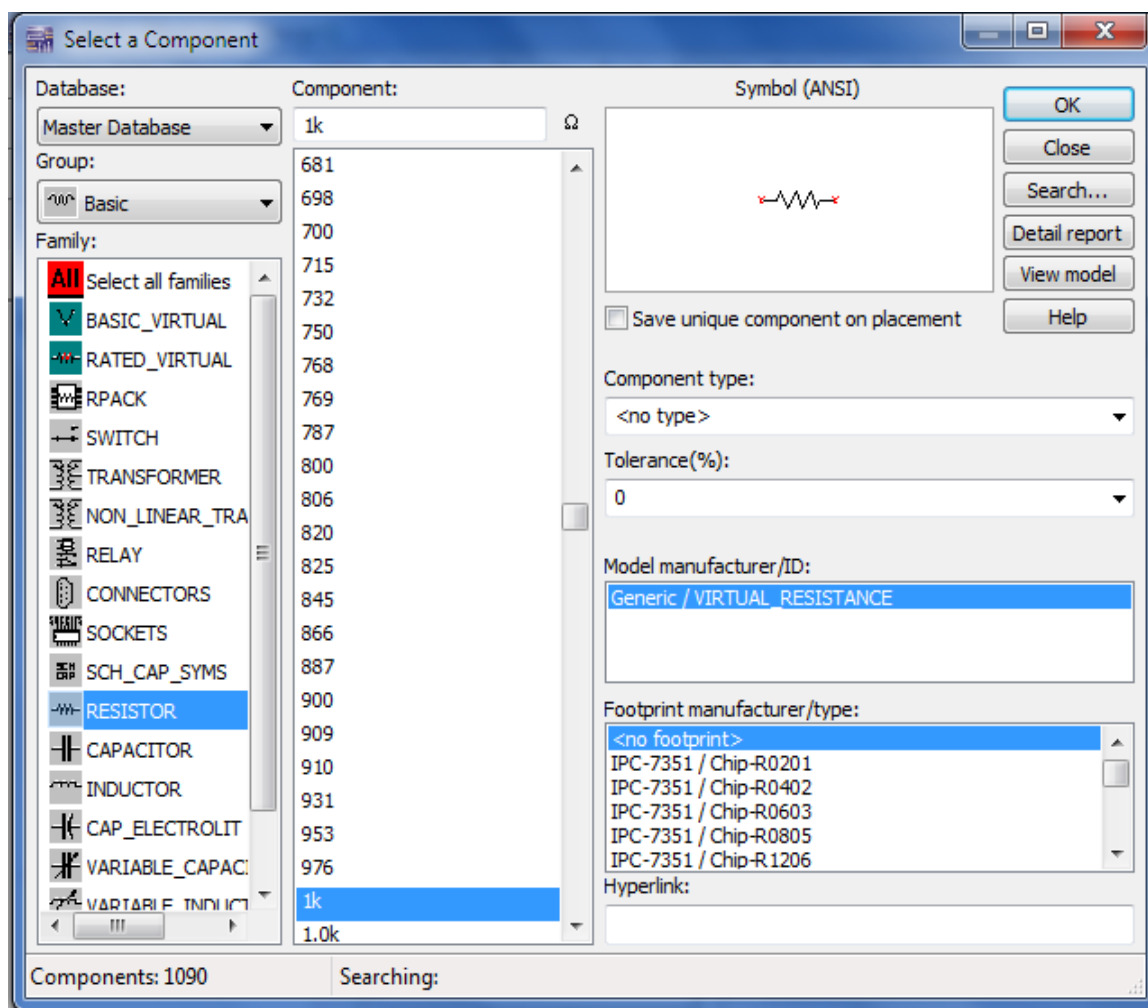 Select a Component
Database:
Master Database
Group:
Basic
Family:
All Select all families
BASIC_VIRTUAL
RATED_VIRTUAL
RPACK
SWITCH
TRANSFORMER
NON_LINEAR_TRA
RELAY
CONNECTORS
SOCKETS
SCH_CAP_SYMS
RESISTOR
CAPACITOR
INDUCTOR
CAP_ELECTROLIT
VARIABLE_CAPAC
VARIABLE_INDUCT
Component:
1k Ω
681
698
700
715
732
750
768
769
787
800
806
820
825
845
866
887
900
909
910
931
953
976
1k
1.0k
Symbol (ANSI)
Save unique component on placement
Component type:
<no type>
Tolerance(%):
0
Model manufacturer/ID:
Generic / VIRTUAL_RESISTANCE
Footprint manufacturer/type:
<no footprint>
IPC-7351 / Chip-R0201
IPC-7351 / Chip-R0402
IPC-7351 / Chip-R0603
IPC-7351 / Chip-R0805
IPC-7351 / Chip-R1206
Hyperlink:
OK
Close
Search...
Detail report
View model
Help
Components: 1090
Searching: